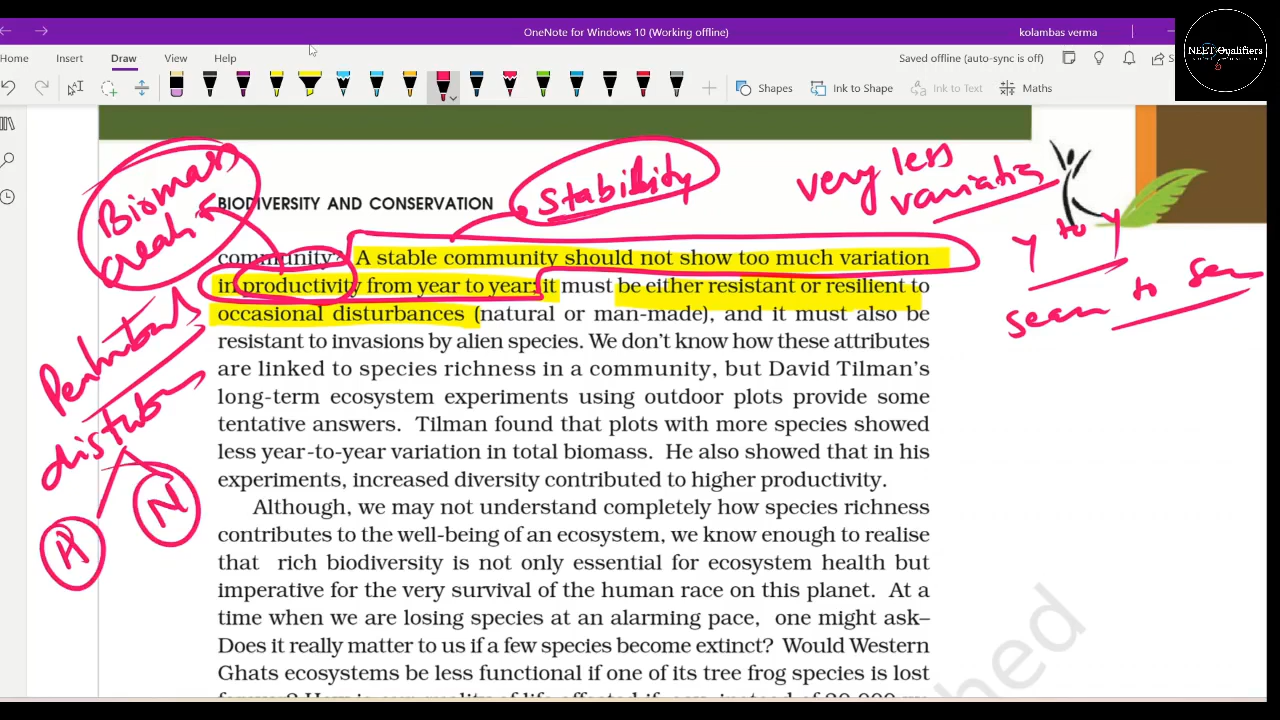 OneNote for Windows 10 (Working offline)
kolambas verma
NEET Qualifiers
Home Insert Draw View Help
Saved offline (auto-sync is off)
Shapes Ink to Shape Ink to Text Maths
Stability
very less
variation
Y to Y
to
Biomass
BIODIVERSITY AND CONSERVATION
community? A stable community should not show too much variation
in productivity from year to year; it must be either resistant or resilient to
occasional disturbances (natural or man-made), and it must also be
resistant to invasions by alien species. We don't know how these attributes
are linked to species richness in a community, but David Tilman's
long-term ecosystem experiments using outdoor plots provide some
tentative answers. Tilman found that plots with more species showed
less year-to-year variation in total biomass. He also showed that in his
experiments, increased diversity contributed to higher productivity.
N
Although, we may not understand completely how species richness
contributes to the well-being of an ecosystem, we know enough to realise
that rich biodiversity is not only essential for ecosystem health but
imperative for the very survival of the human race on this planet. At a
time when we are losing species at an alarming pace, one might ask–
Does it really matter to us if a few species become extinct? Would Western
Ghats ecosystems be less functional if one of its tree frog species is lost